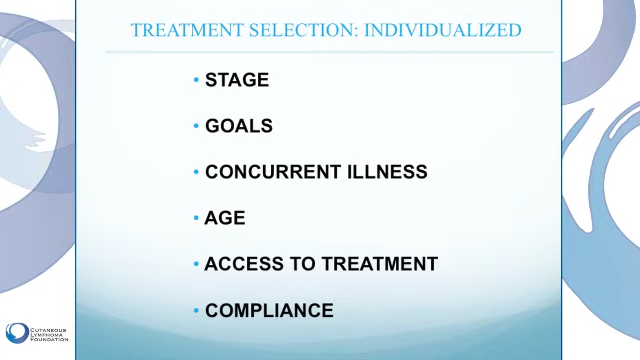 TREATMENT SELECTION: INDIVIDUALIZED
• STAGE
• GOALS
• CONCURRENT ILLNESS
• AGE
• ACCESS TO TREATMENT
• COMPLIANCE
CUTANEOUS
LYMPHOMA
FOUNDATION